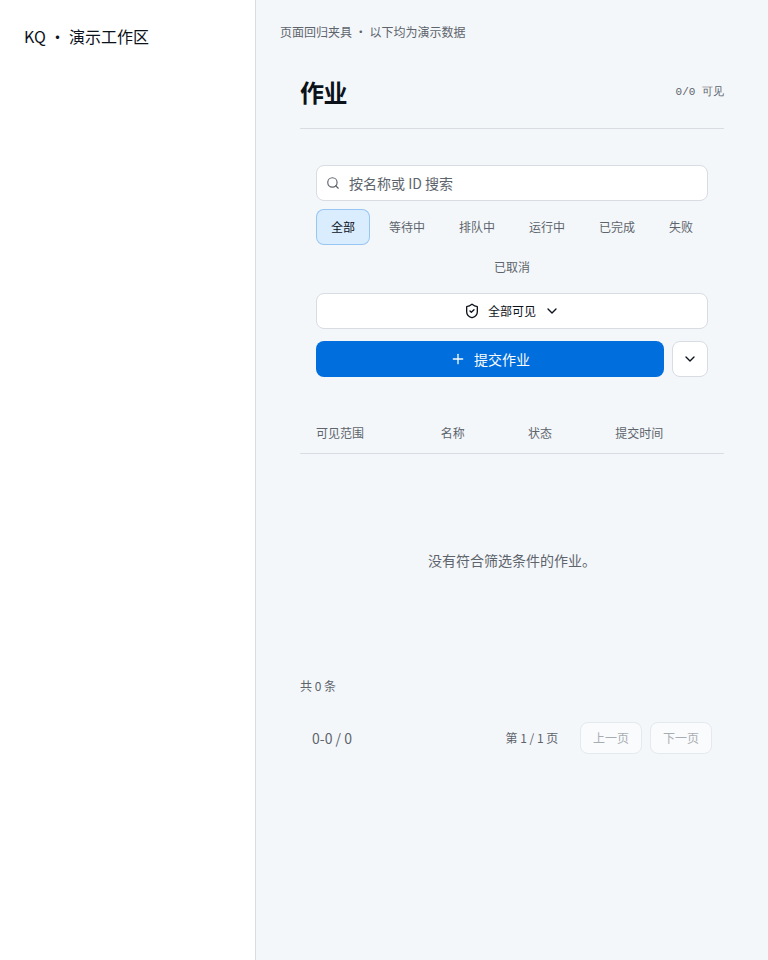 KQ · 演示工作区
页面回归夹具 · 以下均为演示数据
作业
0/0 可见
按名称或 ID 搜索
全部 等待中 排队中 运行中 已完成 失败
已取消
全部可见
提交作业
可见范围 名称 状态 提交时间
没有符合筛选条件的作业。
共 0 条
0-0 / 0 第 1 / 1 页 上一页 下一页